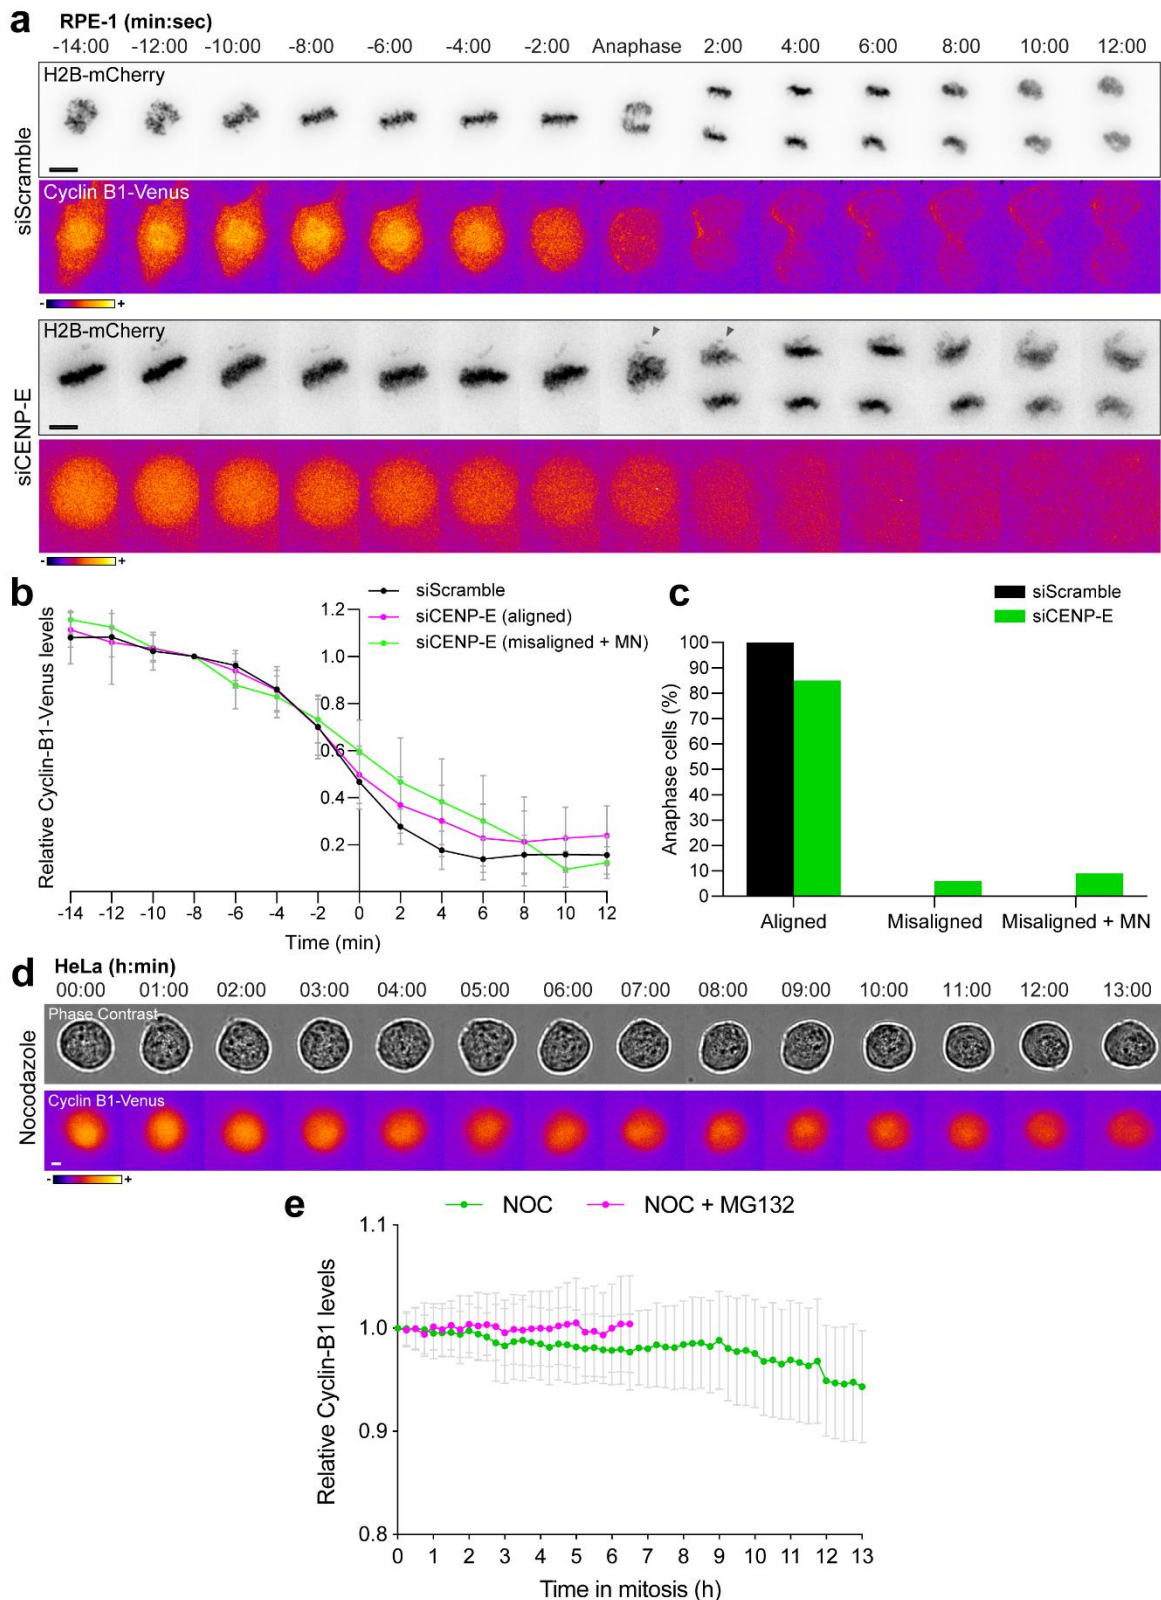 a
RPE-1 (min:sec)
-14:00 -12:00 -10:00 -8:00 -6:00 -4:00 -2:00 Anaphase 2:00 4:00 6:00 8:00 10:00 12:00
siScramble
H2B-mCherry
Cyclin B1-Venus
- +
siCENP-E
H2B-mCherry
- +
b
siScramble
siCENP-E (aligned)
siCENP-E (misaligned + MN)
Relative Cyclin-B1-Venus levels
1.2
1.0
0.8
0.6
0.4
0.2
-14 -12 -10 -8 -6 -4 -2 0 2 4 6 8 10 12
Time (min)
c
siScramble
siCENP-E
Anaphase cells (%)
100
90
80
70
60
50
40
30
20
10
0
Aligned Misaligned Misaligned + MN
d
HeLa (h:min)
00:00 01:00 02:00 03:00 04:00 05:00 06:00 07:00 08:00 09:00 10:00 11:00 12:00 13:00
Nocodazole
Phase Contrast
Cyclin B1-Venus
- +
e
NOC NOC + MG132
Relative Cyclin-B1 levels
1.1
1.0
0.9
0.8
0 1 2 3 4 5 6 7 8 9 10 11 12 13
Time in mitosis (h)